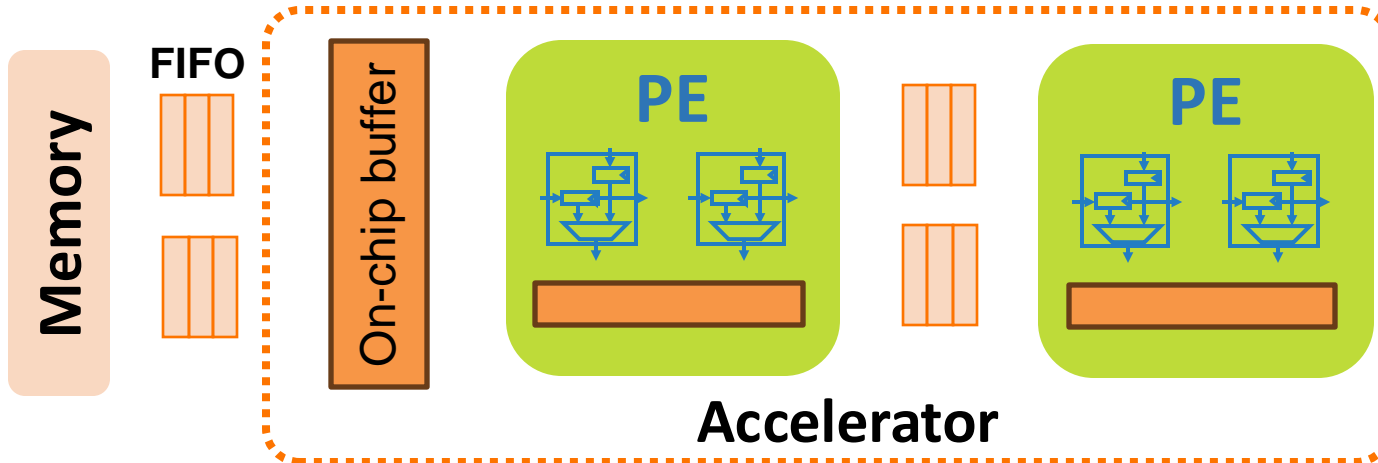 Memory
FIFO
On-chip buffer
PE
PE
Accelerator